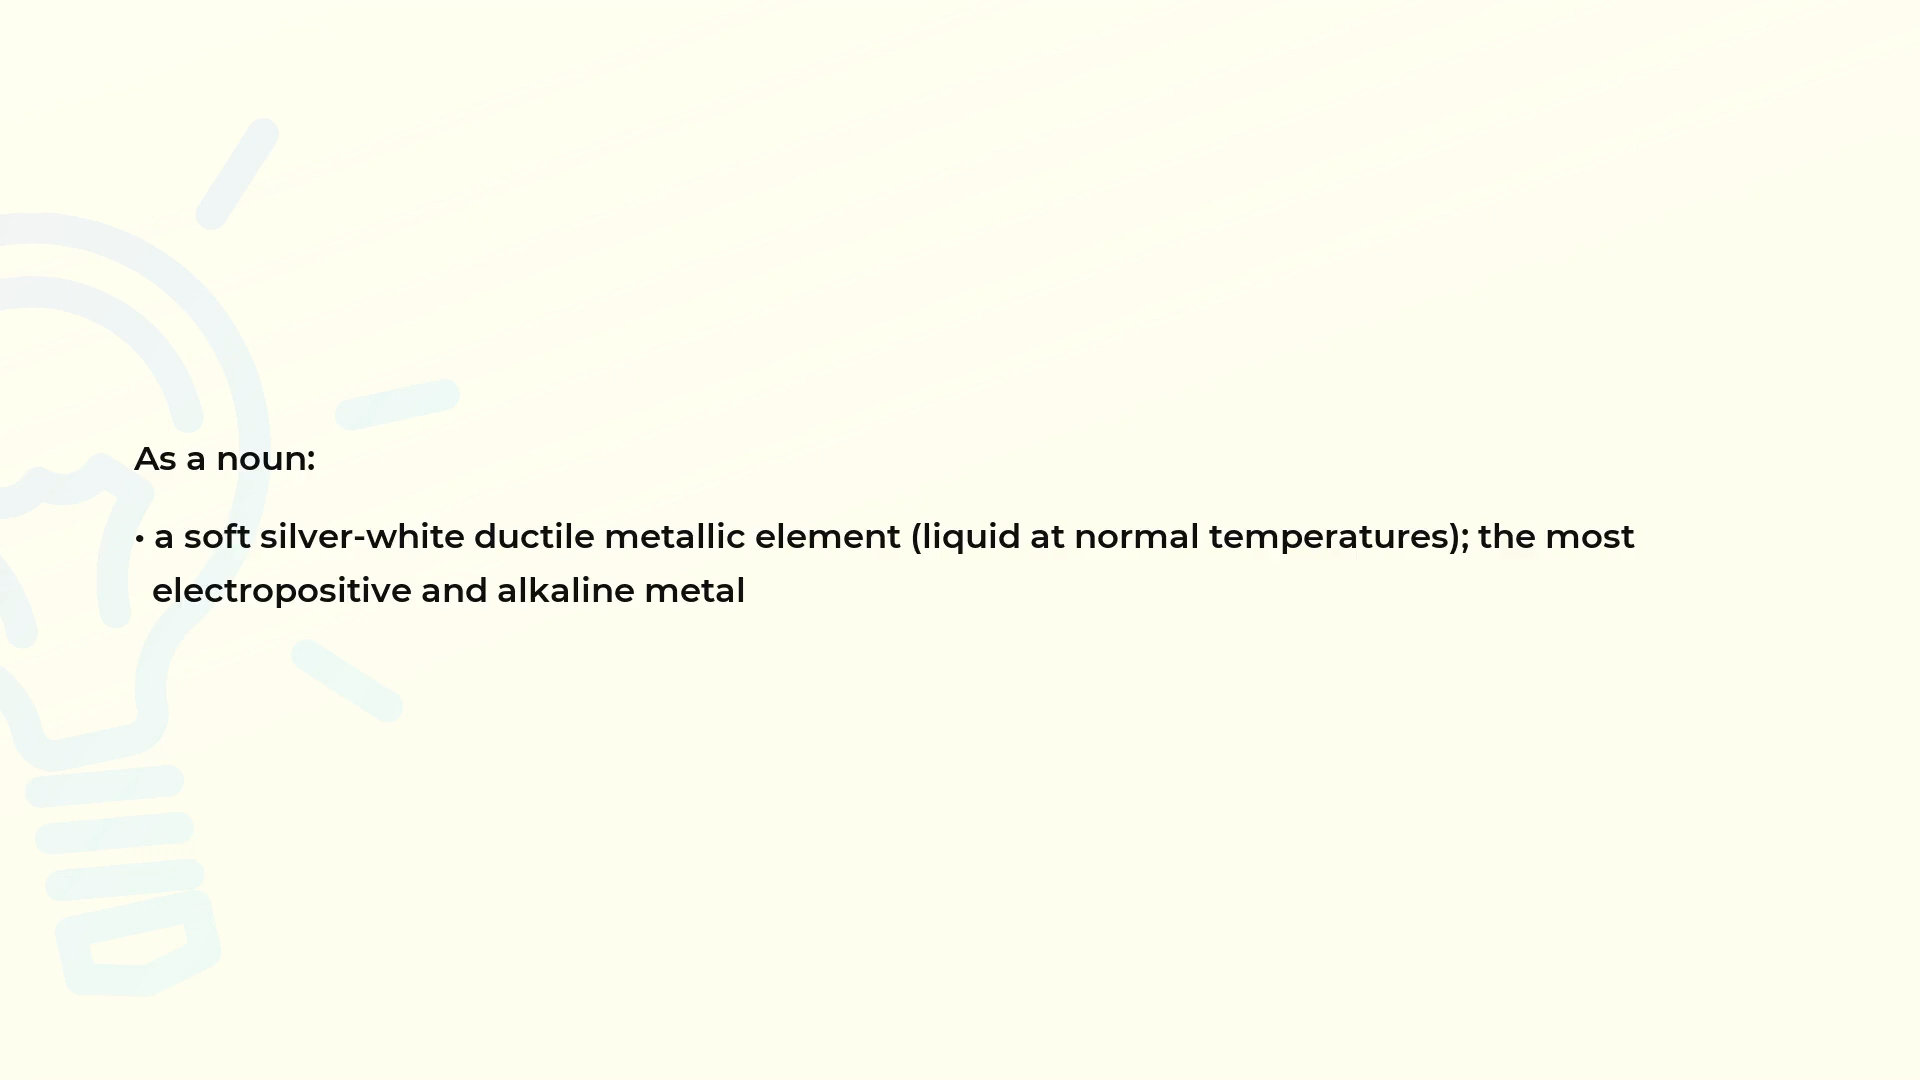 As a noun:
• a soft silver-white ductile metallic element (liquid at normal temperatures); the most
electropositive and alkaline metal